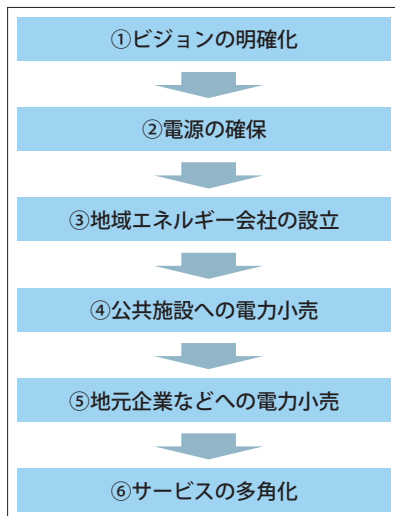 ①ビジョンの明確化
②電源の確保
③地域エネルギー会社の設立
④公共施設への電力小売
⑤地元企業などへの電力小売
⑥サービスの多角化